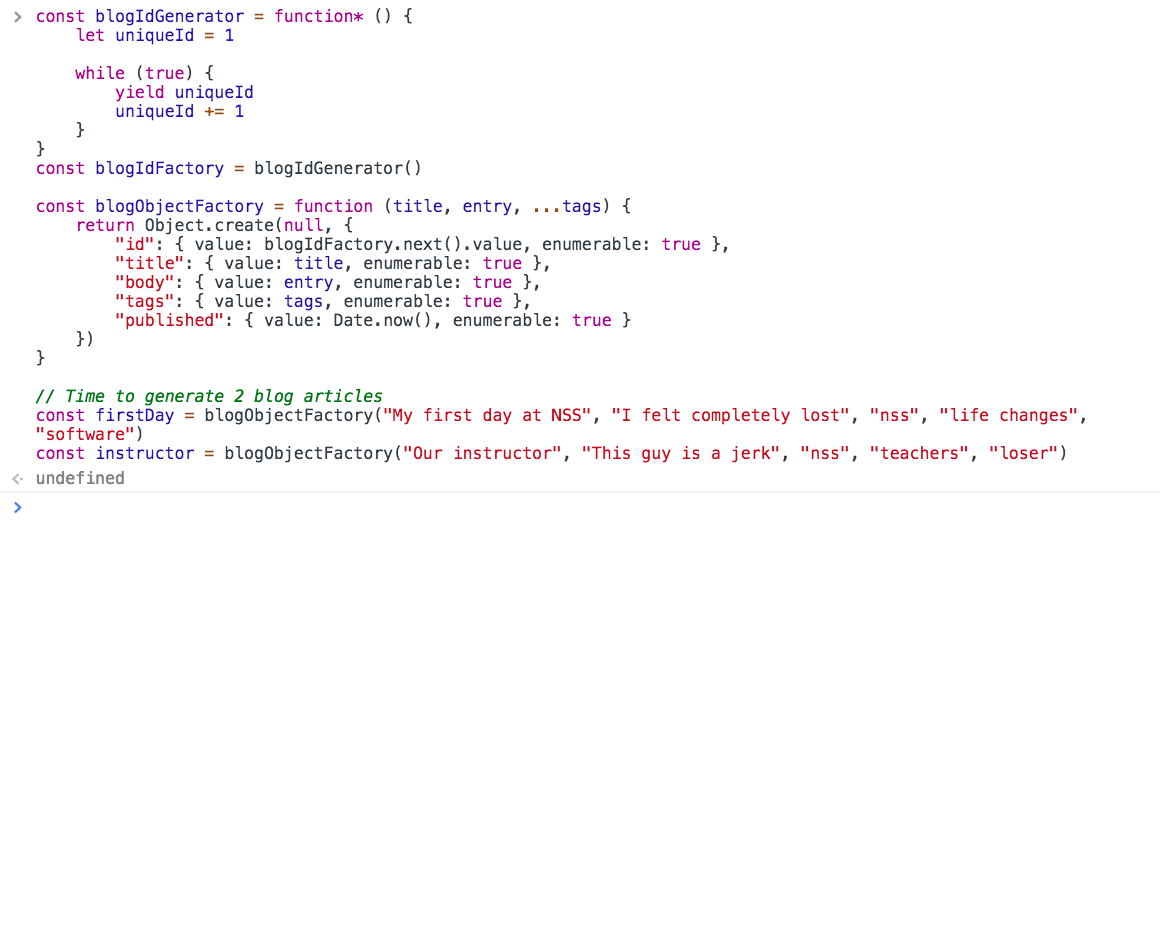 const blogIdGenerator = function* () {
    let uniqueId = 1

    while (true) {
        yield uniqueId
        uniqueId += 1
    }
}
const blogIdFactory = blogIdGenerator()

const blogObjectFactory = function (title, entry, ...tags) {
    return Object.create(null, {
        "id": { value: blogIdFactory.next().value, enumerable: true },
        "title": { value: title, enumerable: true },
        "body": { value: entry, enumerable: true },
        "tags": { value: tags, enumerable: true },
        "published": { value: Date.now(), enumerable: true }
    })
}

// Time to generate 2 blog articles
const firstDay = blogObjectFactory("My first day at NSS", "I felt completely lost", "nss", "life changes",
"software")
const instructor = blogObjectFactory("Our instructor", "This guy is a jerk", "nss", "teachers", "loser")
undefined